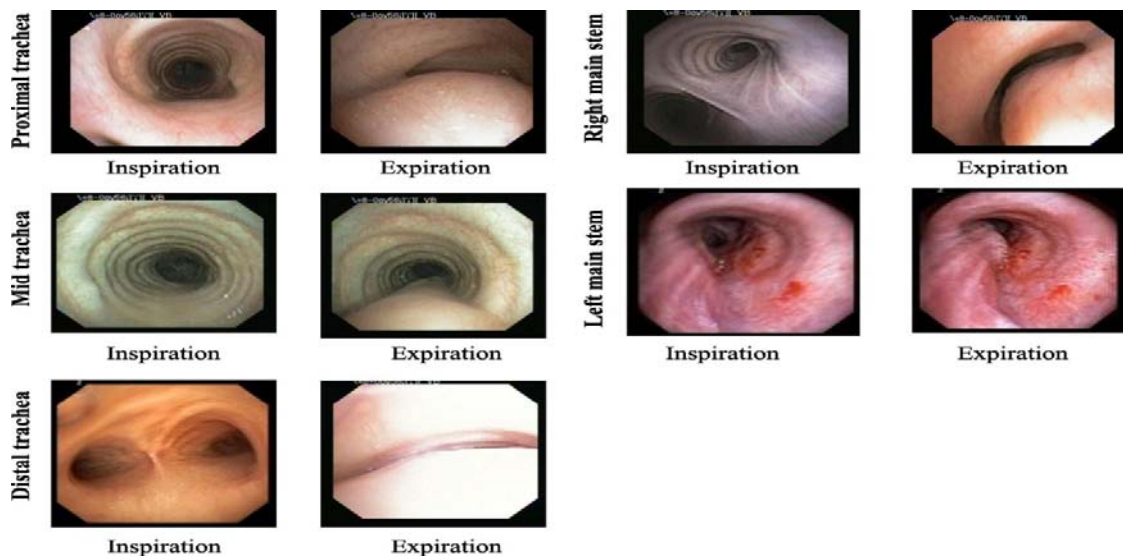 Proximal trachea
Inspiration
Expiration
Right main stem
Inspiration
Expiration
Mid trachea
Inspiration
Expiration
Left main stem
Inspiration
Expiration
Distal trachea
Inspiration
Expiration